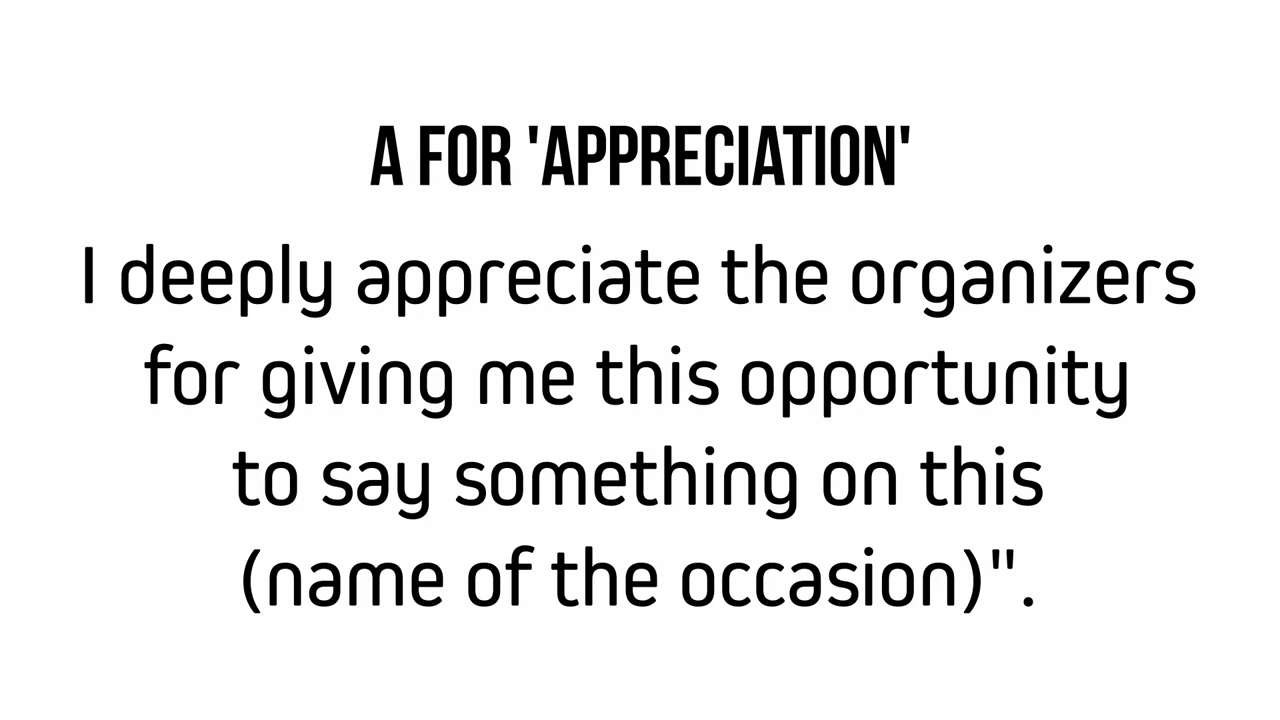 A FOR 'APPRECIATION'
I deeply appreciate the organizers
for giving me this opportunity
to say something on this
(name of the occasion)".